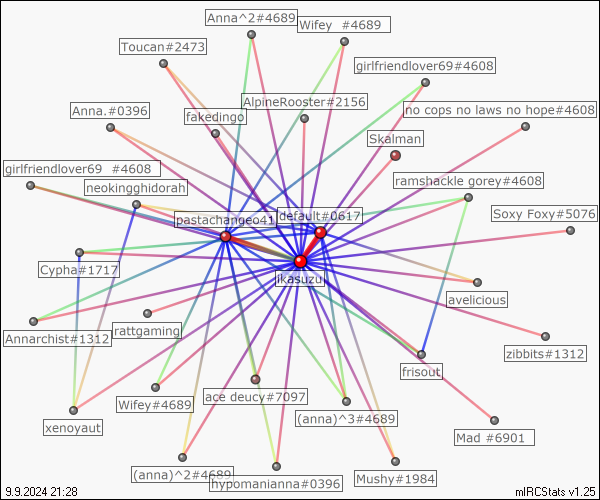 Anna^2#4689
Wifey_#4689
Toucan#2473
girlfriendlover69#4608
AlpineRooster#2156
no cops no laws no hope#4608
Anna.#0396
fakedingo
Skalman
girlfriendlover69_#4608
neokingghidorah
ramshackle gorey#4608
pastachangeo41
default#0617
Soxy Foxy#5076
Cypha#1717
ikasuzu
avelicious
Annarchist#1312
rattgaming
zibbits#1312
frisout
Wifey#4689
ace deucy#7097
(anna)^3#4689
xenoyaut
Mad #6901
(anna)^2#4689
hypomanianna#0396
Mushy#1984
9.9.2024 21:28
mIRCStats v1.25